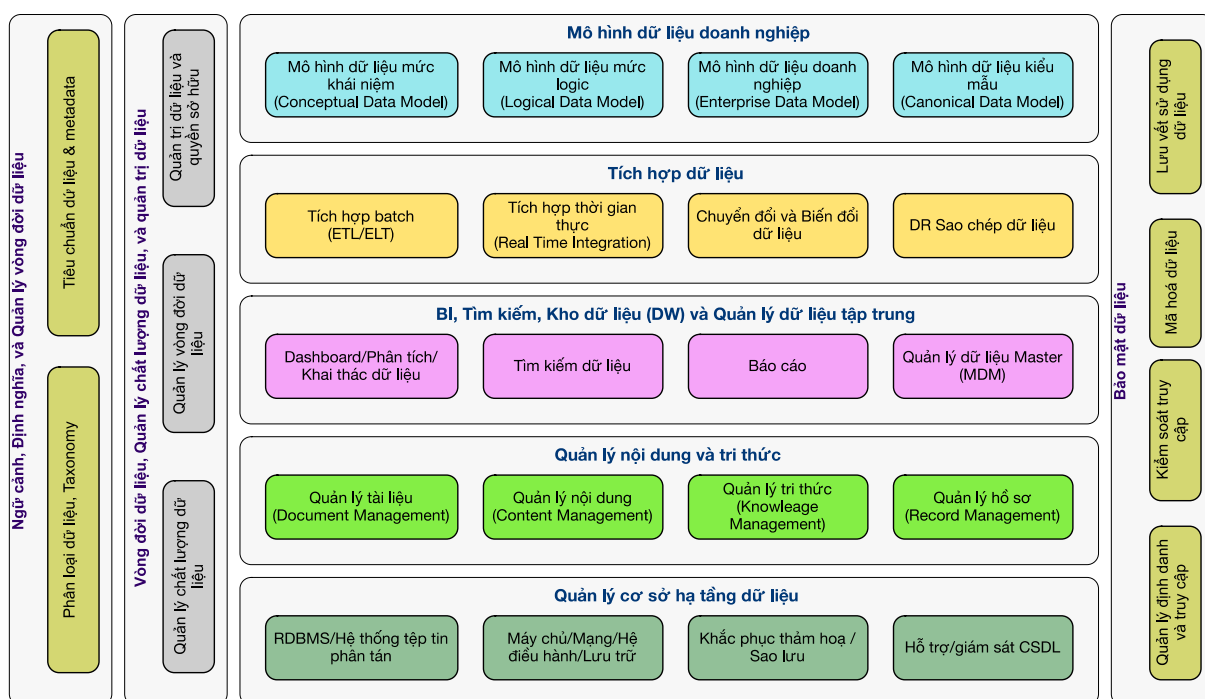 Ngữ cảnh, Định nghĩa, và Quản lý vòng đời dữ liệu
Tiêu chuẩn dứ liệu & metadata
Phân loại dữ liệu, Taxonomy
Vòng đời dữ liệu, Quản lý chất lượng dữ liệu, và quản trị dữ liệu
Quản trị dữ liệu và
quyền sở hữu
Quản lý vòng đời dữ
liệu
Quản lý chất lượng dữ
liệu
Mô hình dữ liệu doanh nghiệp
Mô hình dữ liệu mức
khái niệm
(Conceptual Data Model)
Mô hình dữ liệu mức
logic
(Logical Data Model)
Mô hình dữ liệu doanh
nghiệp
(Enterprise Data Model)
Mô hình dữ liệu kiểu
mẫu
(Canonical Data Model)
Tích hợp dữ liệu
Tích hợp batch
(ETL/ELT)
Tích hợp thời gian
thực
(Real Time Integration)
Chuyển đổi và Biến đổi
dữ liệu
DR Sao chép dữ liệu
BI, Tìm kiếm, Kho dữ liệu (DW) và Quản lý dữ liệu tập trung
Dashboard/Phân tích/
Khai thác dữ liệu
Tìm kiếm dữ liệu
Báo cáo
Quản lý dữ liệu Master
(MDM)
Quản lý nội dung và tri thức
Quản lý tài liệu
(Document Management)
Quản lý nội dung
(Content Management)
Quản lý tri thức
(Knowleage
Management)
Quản lý hồ sơ
(Record Management)
Quản lý cơ sở hạ tầng dữ liệu
RDBMS/Hệ thống tệp tin
phân tán
Máy chủ/Mạng/Hệ
điều hành/Lưu trữ
Khắc phục thảm hoạ /
Sao lưu
Hỗ trợ/giám sát CSDL
Bảo mật dữ liệu
Lưu vết sử dụng
dữ liệu
Mã hoá dữ liệu
Kiểm soát truy
cập
Quản lý định danh
và truy cập